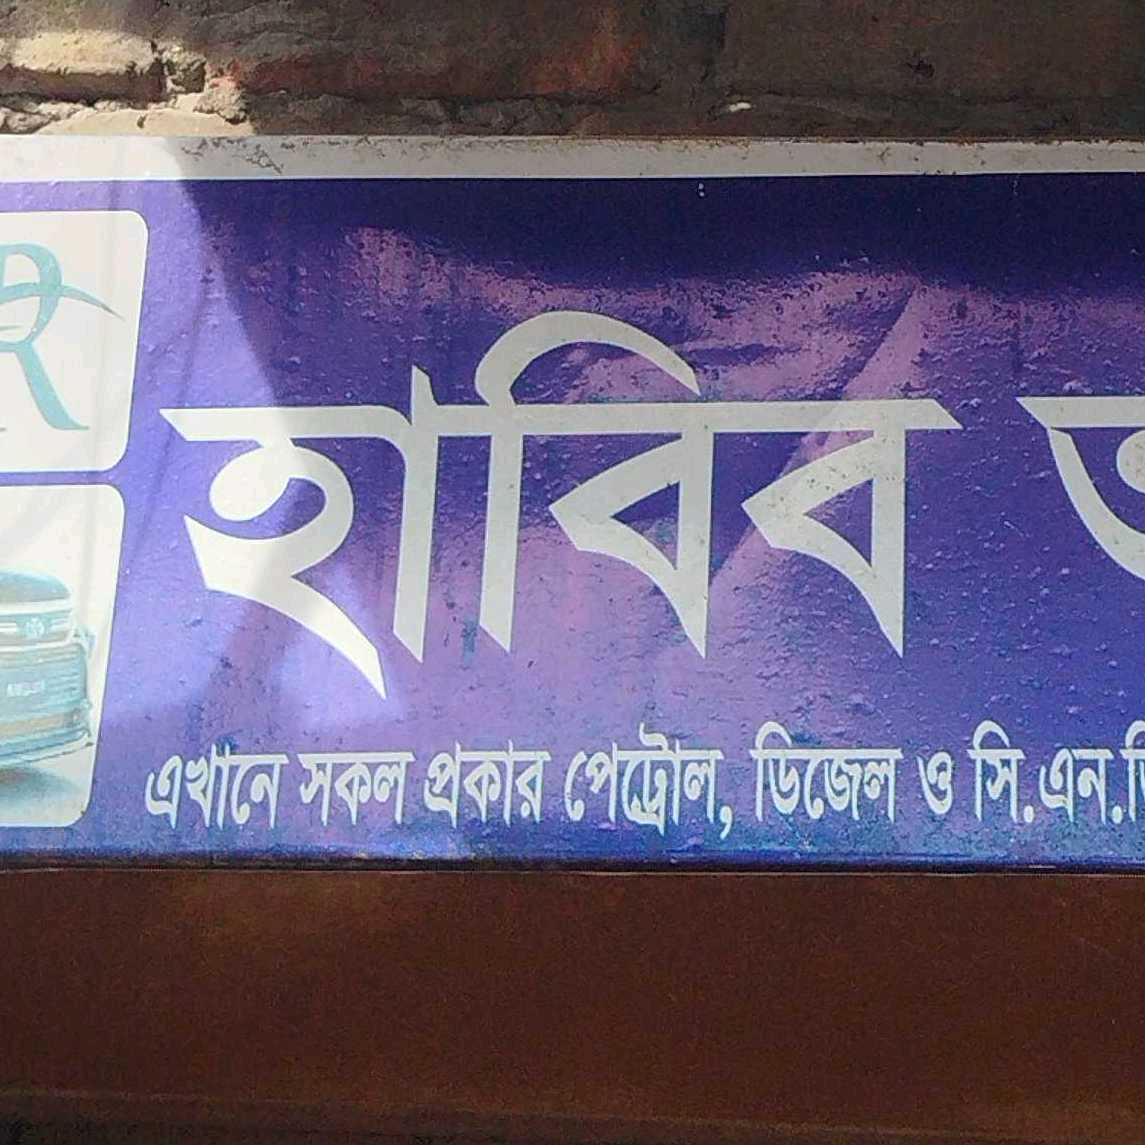 হাবিব
এখানে সকল প্রকার পেট্রোল, ডিজেল ও সি.এন.